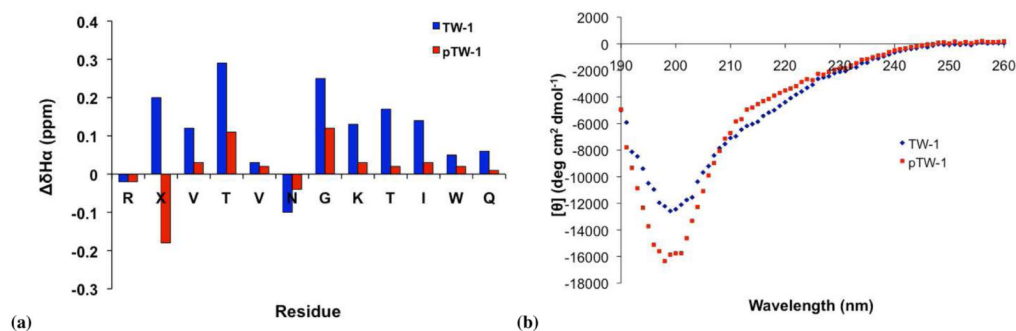 0.4
0.3
0.2
0.1
0
-0.1
-0.2
-0.3
ΔδHα (ppm)
TW-1
pTW-1
R X V T V N G K T I W Q
Residue
(a)
0
-2000
-4000
-6000
-8000
-10000
-12000
-14000
-16000
-18000
190 200 210 220 230 240 250 260
[θ] (deg cm² dmol⁻¹)
TW-1
pTW-1
Wavelength (nm)
(b)